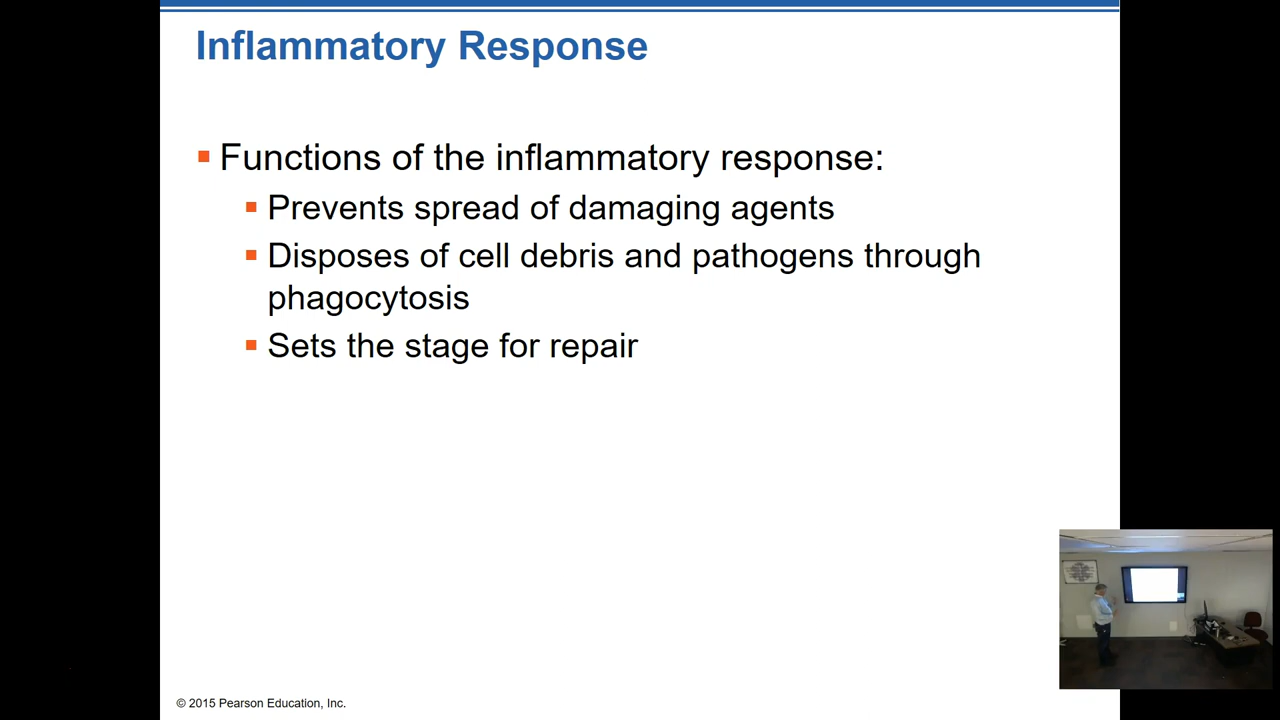 Inflammatory Response
Functions of the inflammatory response:
Prevents spread of damaging agents
Disposes of cell debris and pathogens through
phagocytosis
Sets the stage for repair
© 2015 Pearson Education, Inc.